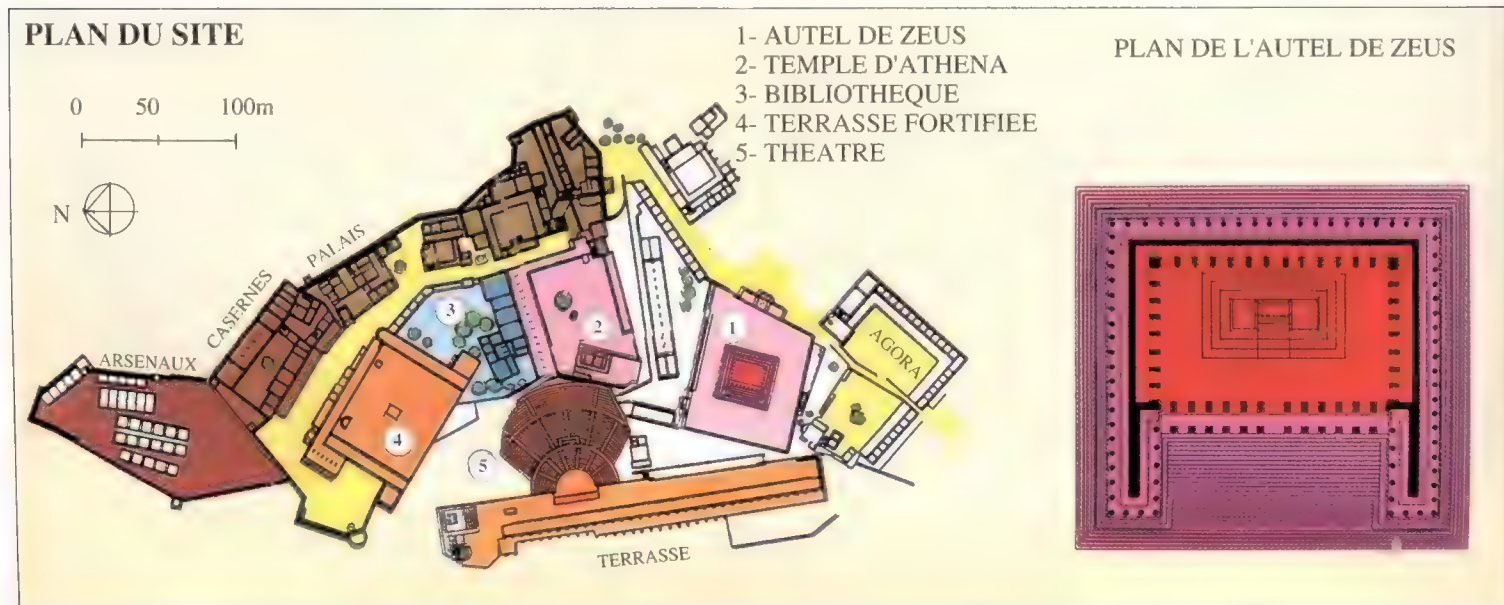 PLAN DU SITE
0 50 100m
N
1- AUTEL DE ZEUS
2- TEMPLE D'ATHENA
3- BIBLIOTHEQUE
4- TERRASSE FORTIFIEE
5- THEATRE
PLAN DE L'AUTEL DE ZEUS
ARSENAUX
CASERNES
PALAIS
3
2
1
AGORA
4
5
TERRASSE